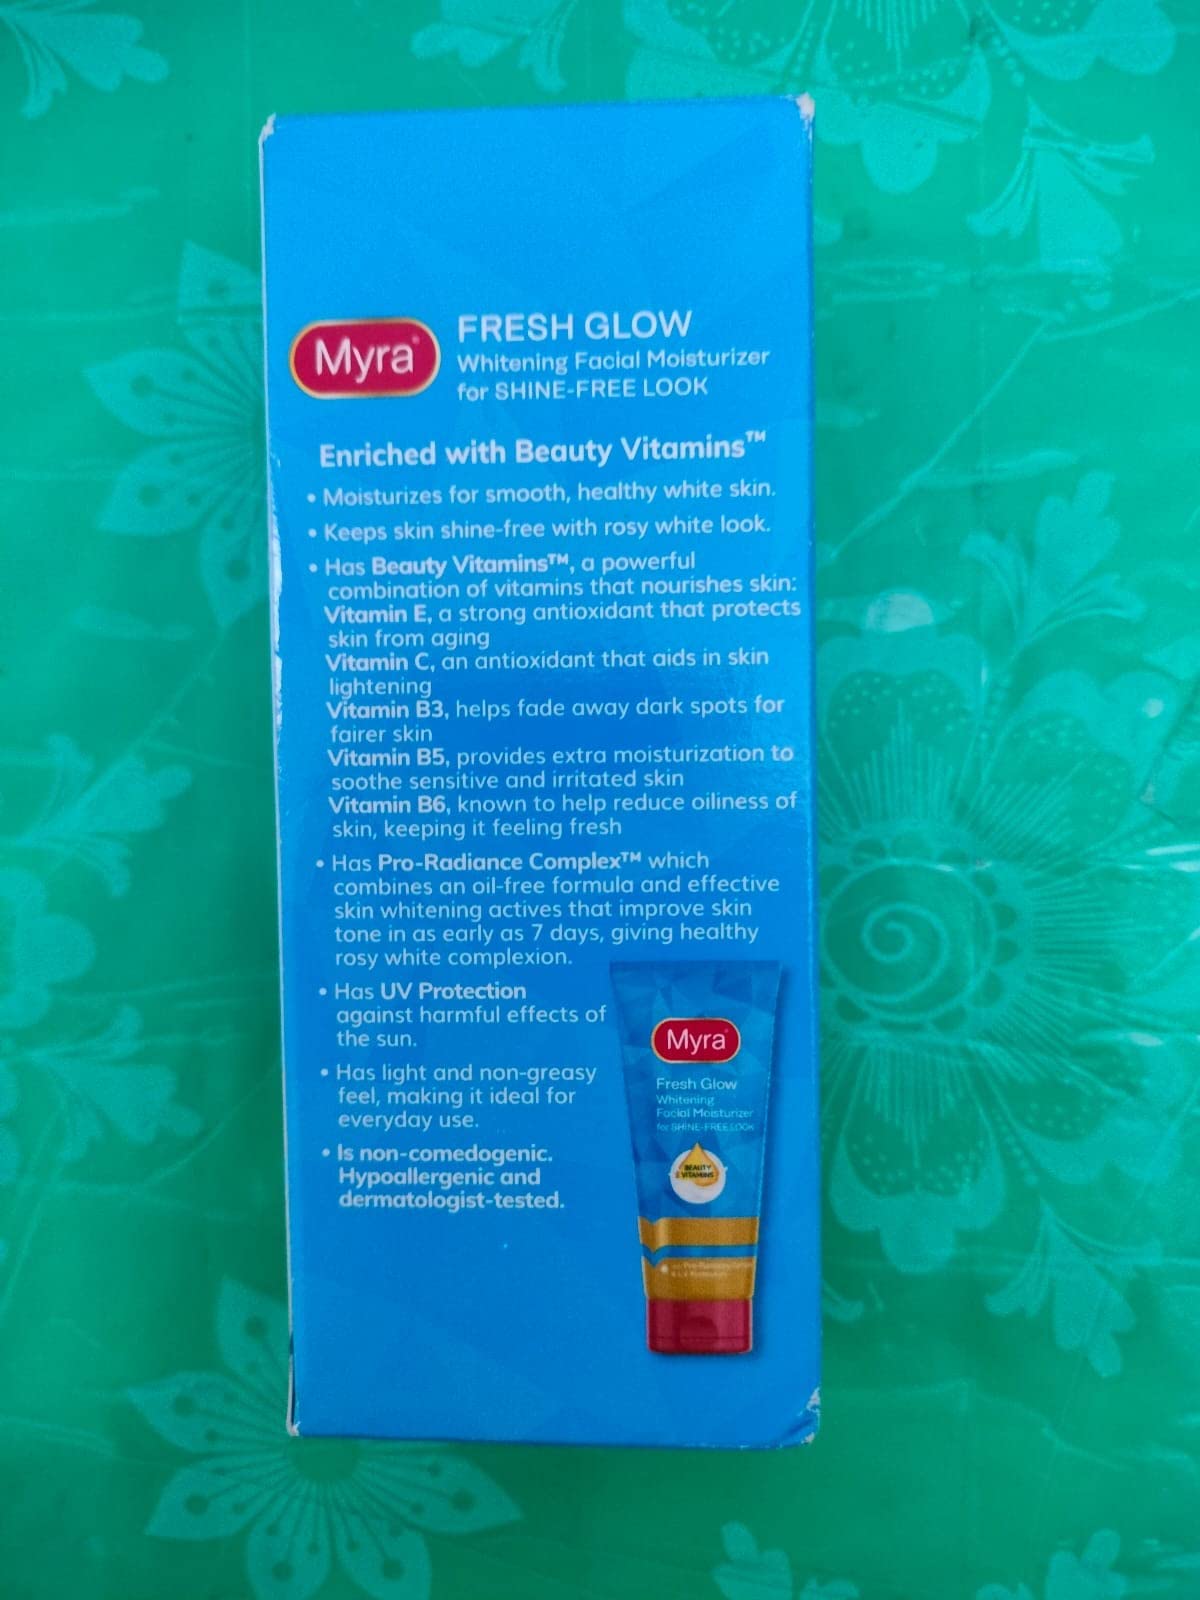 Myra
FRESH GLOW
Whitening Facial Moisturizer
for SHINE-FREE LOOK
Enriched with Beauty Vitamins™
• Moisturizes for smooth, healthy white skin.
• Keeps skin shine-free with rosy white look.
• Has Beauty Vitamins™, a powerful
combination of vitamins that nourishes skin:
Vitamin E, a strong antioxidant that protects
skin from aging
Vitamin C, an antioxidant that aids in skin
lightening
Vitamin B3, helps fade away dark spots for
fairer skin
Vitamin B5, provides extra moisturization to
soothe sensitive and irritated skin
Vitamin B6, known to help reduce oiliness of
skin, keeping it feeling fresh
• Has Pro-Radiance Complex™ which
combines an oil-free formula and effective
skin whitening actives that improve skin
tone in as early as 7 days, giving healthy
rosy white complexion.
• Has UV Protection
against harmful effects of
the sun.
• Has light and non-greasy
feel, making it ideal for
everyday use.
• Is non-comedogenic.
Hypoallergenic and
dermatologist-tested.
Myra
Fresh Glow
Whitening
Facial Moisturizer
for SHINE-FREE LOOK
BEAUTY
VITAMINS